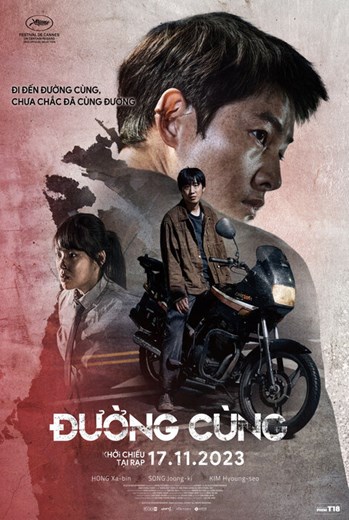 FESTIVAL DE CANNES
ĐI ĐẾN ĐƯỜNG CÙNG,
CHƯA CHẮC ĐÃ CÙNG ĐƯỜNG
ĐƯỜNG CÙNG
KHỞI CHIẾU
TẠI RẠP 17.11.2023
HONG Xa-bin SONG Joong-ki KIM Hyoung-seo
T18